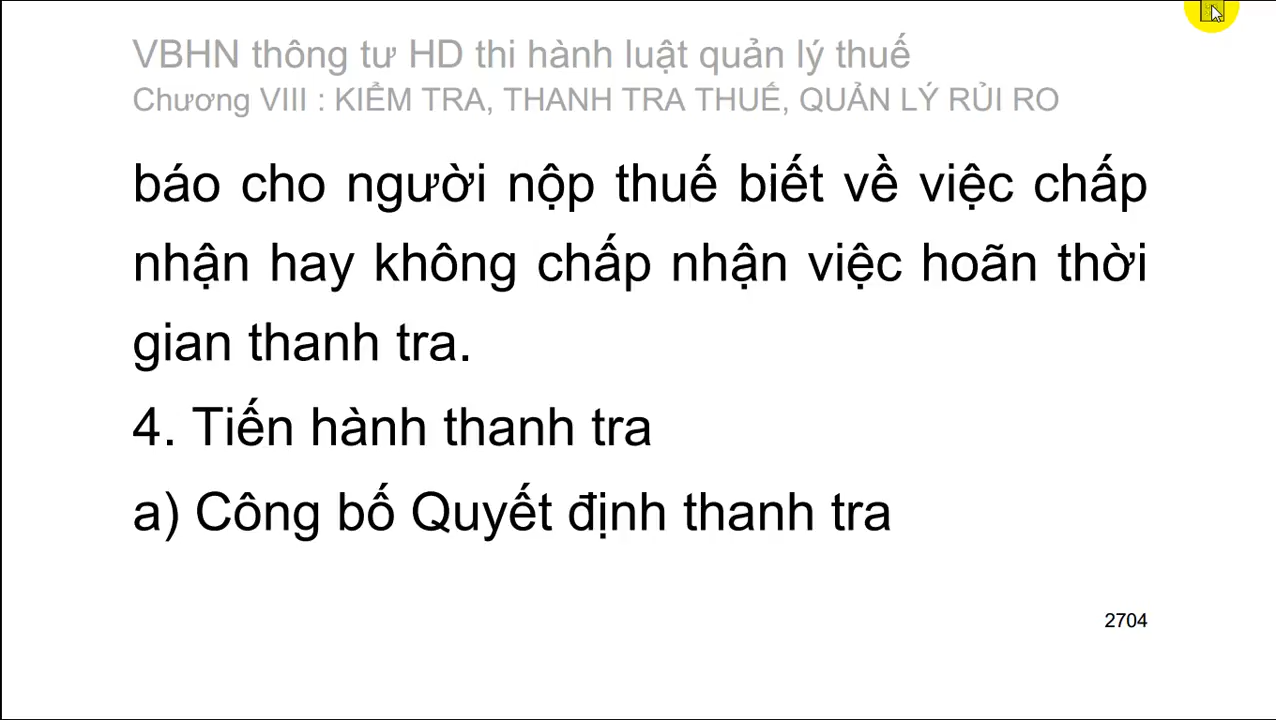 VBHN thông tư HD thi hành luật quản lý thuế
Chương VIII : KIỂM TRA, THANH TRA THUẾ, QUẢN LÝ RỦI RO
báo cho người nộp thuế biết về việc chấp
nhận hay không chấp nhận việc hoãn thời
gian thanh tra.
4. Tiến hành thanh tra
a) Công bố Quyết định thanh tra
2704